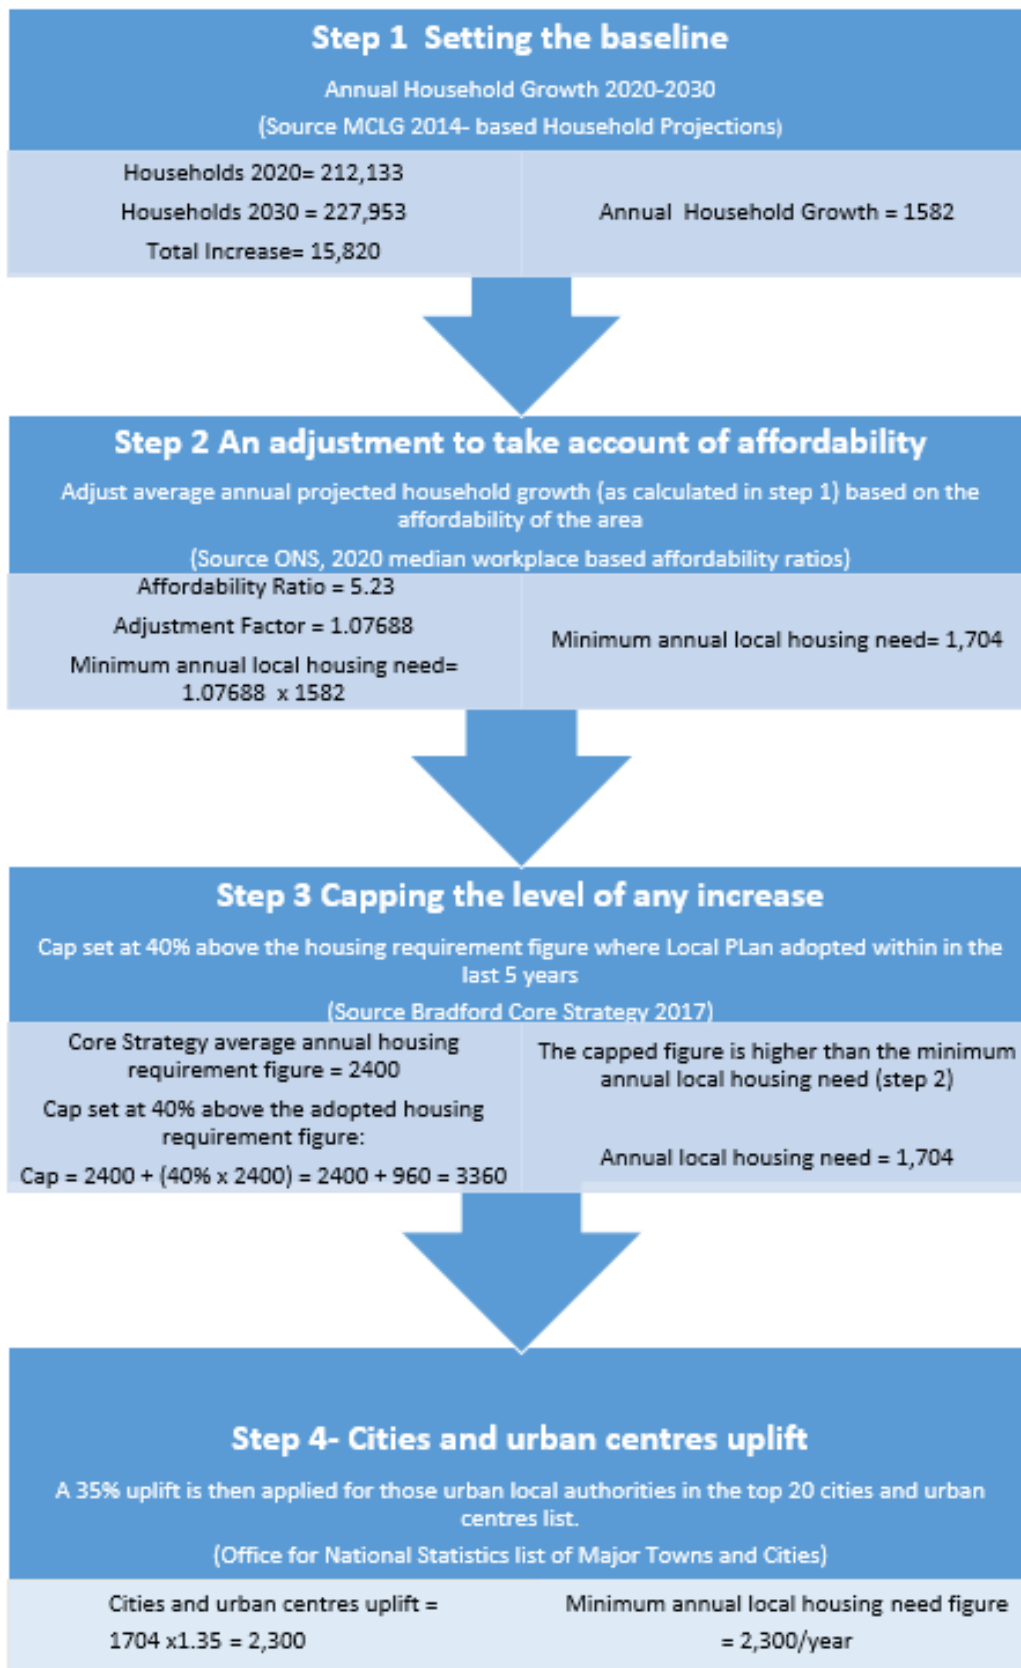 Step 1  Setting the baseline
Annual Household Growth 2020-2030
(Source MCLG 2014- based Household Projections)
Households 2020= 212,133
Households 2030 = 227,953
Total Increase= 15,820
Annual  Household Growth = 1582
Step 2 An adjustment to take account of affordability
Adjust average annual projected household growth (as calculated in step 1) based on the
affordability of the area
(Source ONS, 2020 median workplace based affordability ratios)
Affordability Ratio = 5.23
Adjustment Factor = 1.07688
Minimum annual local housing need=
1.07688  x 1582
Minimum annual local housing need= 1,704
Step 3 Capping the level of any increase
Cap set at 40% above the housing requirement figure where Local PLan adopted within in the
last 5 years
(Source Bradford Core Strategy 2017)
Core Strategy average annual housing
requirement figure = 2400
Cap set at 40% above the adopted housing
requirement figure:
Cap = 2400 + (40% x 2400) = 2400 + 960 = 3360
The capped figure is higher than the minimum
annual local housing need (step 2)
Annual local housing need = 1,704
Step 4- Cities and urban centres uplift
A 35% uplift is then applied for those urban local authorities in the top 20 cities and urban
centres list.
(Office for National Statistics list of Major Towns and Cities)
Cities and urban centres uplift =
1704 x1.35 = 2,300
Minimum annual local housing need figure
= 2,300/year